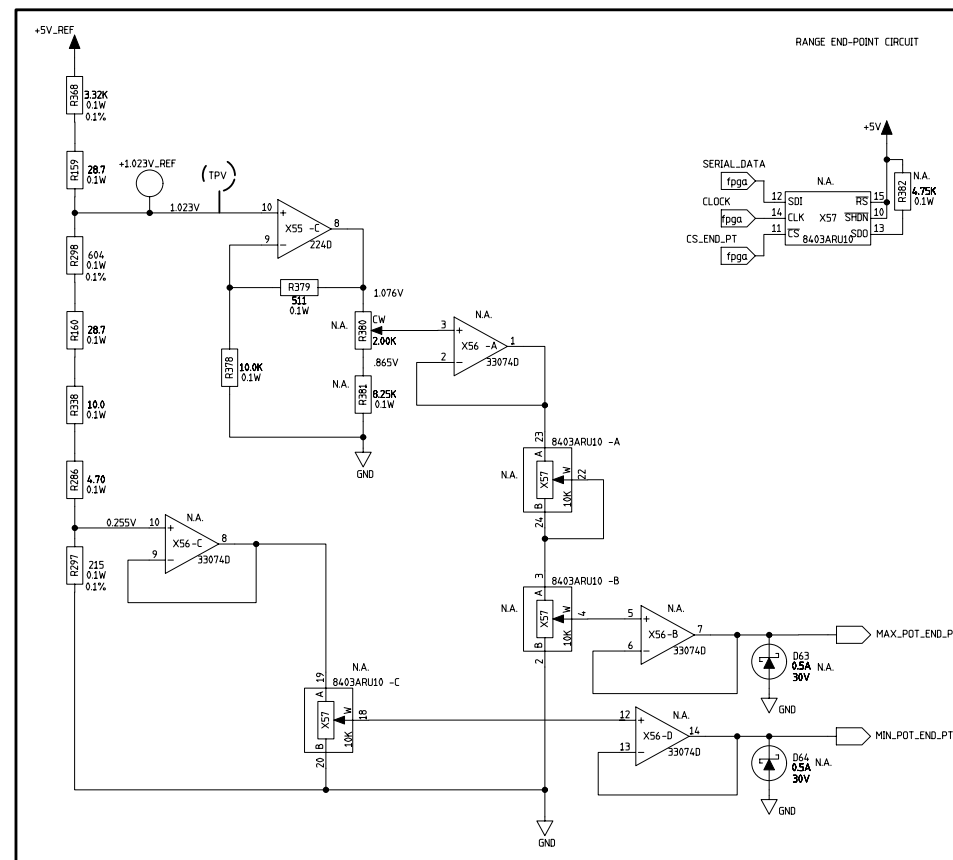 +5V_REF
RANGE END-POINT CIRCUIT
R368
3.32K
0.1W
0.1%
R159
28.7
0.1W
+1.023V_REF
(TPV)
1.023V
R298
604
0.1W
0.1%
R160
28.7
0.1W
R338
10.0
0.1W
R286
4.70
0.1W
R297
215
0.1W
0.1%
10
+
9
-
8
X55 -C
224D
R379
511
0.1W
1.076V
R378
10.0K
0.1W
N.A.
R380
CW
2.00K
.865V
N.A.
R381
8.25K
0.1W
GND
N.A.
3
+
2
-
1
X56 -A
33074D
+5V
SERIAL_DATA
fpga
CLOCK
fpga
CS_END_PT
fpga
N.A.
12
SDI
14
CLK
11
CS
X57
RS
15
SHDN
10
SDO
13
8403ARU10
N.A.
R382
4.75K
0.1W
23
8403ARU10 -A
N.A.
A
X57
W
22
B
10K
24
0.255V
N.A.
10
+
9
-
8
X56-C
33074D
3
8403ARU10 -B
N.A.
A
X57
W
4
B
10K
2
N.A.
5
+
6
-
7
X56-B
33074D
MAX_POT_END_P
D63
0.5A N.A.
30V
GND
N.A.
19
8403ARU10 -C
A
X57
W
18
B
10K
20
N.A.
12
+
13
-
14
X56-D
33074D
MIN_POT_END_PT
D64
0.5A N.A.
30V
GND
GND